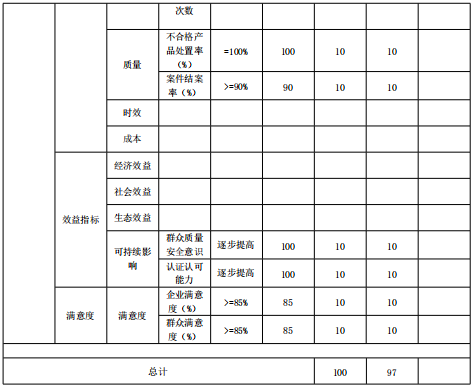 次数
质量
不合格产
品处置率
（%）
=100%
100
10
10
案件结案
率（%）
>=90%
90
10
10
时效
成本
效益指标
经济效益
社会效益
生态效益
可持续影
响
群众质量
安全意识
逐步提高
100
10
10
认证认可
能力
逐步提高
100
10
10
满意度
满意度
企业满意
度（%）
>=85%
85
10
10
群众满意
度（%）
>=85%
85
10
10
总计
100
97